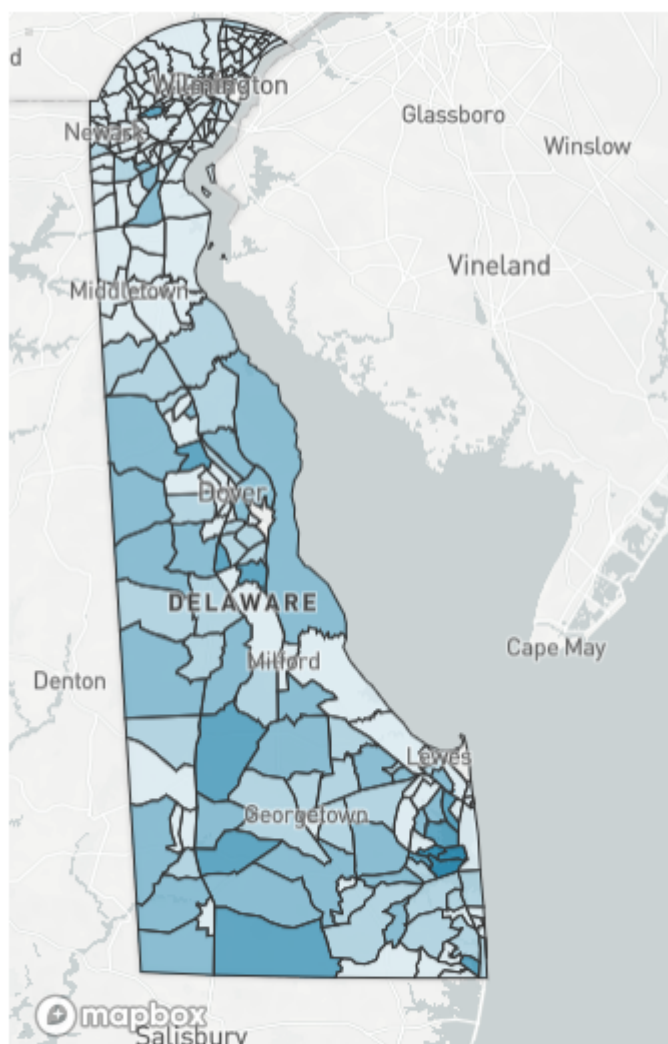 d
Wilmington
Glassboro
Newark
Winslow
Vineland
Middletown
Dover
DELAWARE
Milford
Cape May
Denton
Lewes
Georgetown
mapbox
Salisbury